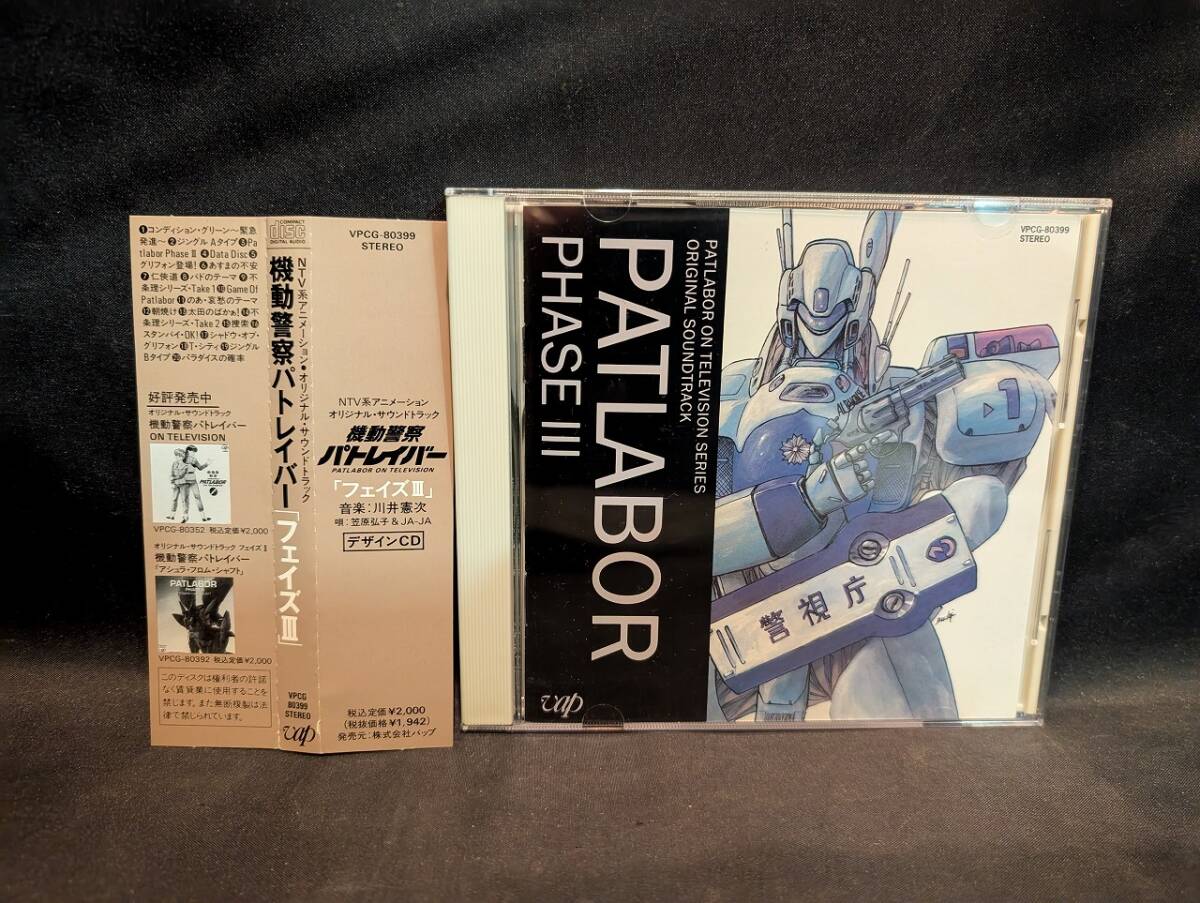 ❶コンディション・グリーン〜緊急
発進〜❷ジングル Aタイプ❸Pa
tlabor Phase Ⅲ ❹Data Disc❺
グリフォン登場!❻あすまの不安
❼仁侠道❽バドのテーマ❾不
条理シリーズ・Take 1❿Game Of
Patlabor⓫のあ・哀愁のテーマ
⓬朝焼け⓭太田のばかぁ!⓮不
条理シリーズ・Take 2⓯捜索⓰
スタンバイ・OK!⓱シャドウ・オブ・
グリフォン⓲T・シティ⓳ジングル
Bタイプ⓴パラダイスの確率
好評発売中
オリジナル・サウンドトラック
機動警察パトレイバー
ON TELEVISION
PATLABOR
VPCG-80352 税込定価¥2,000
オリジナル・サウンドトラック フェイズⅡ
機動警察パトレイバー
「アシュラ・フロム・シャフト」
PATLABOR
VPCG-80392 税込定価¥2,000
このディスクは権利者の許諾
なく賃貸業に使用することを
禁じます。また無断複製は法
律で禁じられています。
COMPACT
disc
DIGITAL AUDIO
NTV系アニメーション・オリジナル・サウンドトラック
機動警察パトレイバー「フェイズⅢ」
VPCG
80399
STEREO
vap
VPCG-80399
STEREO
NTV系アニメーション
オリジナル・サウンドトラック
機動警察
パトレイバー
PATLABOR ON TELEVISION
「フェイズⅢ」
音楽:川井憲次
唄:笠原弘子&JA-JA
デザインCD
税込定価¥2,000
(税抜価格¥1,942)
発売元:株式会社バップ
VPCG-80399
STEREO
PATLABOR ON TELEVISION SERIES
ORIGINAL SOUNDTRACK
PATLABOR
PHASE III
vap
ALPHONSE
1
2
警視庁